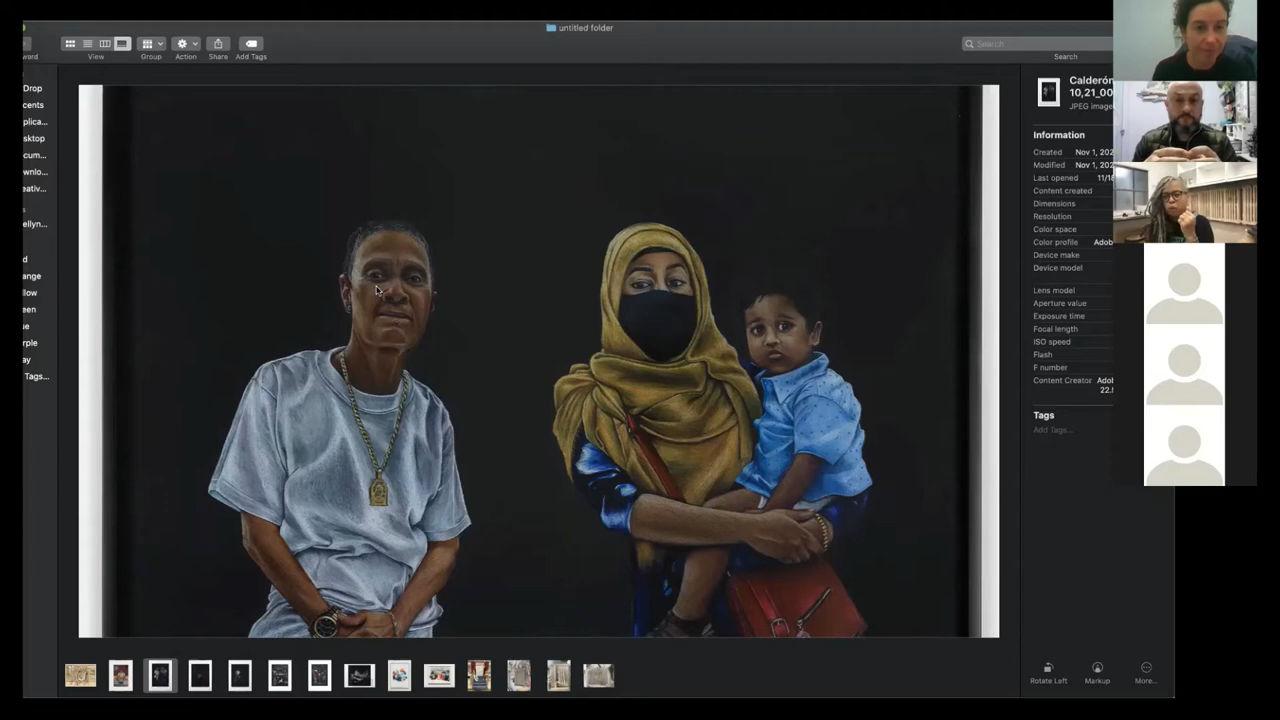 untitled folder
ward
View
Group
Action
Share
Add Tags
Search
Search
Drop
cents
plica...
sktop
cum...
wnlo...
eativ...
s
ellyn...
d
ange
llow
een
ue
rple
ay
Tags...
Calderón
10,21_00
JPEG image
Information
Created Nov 1, 202
Modified Nov 1, 202
Last opened 11/18
Content created
Dimensions
Resolution
Color space
Color profile Adob
Device make
Device model
Lens model
Aperture value
Exposure time
Focal length
ISO speed
Flash
F number
Content Creator Adob
22.
Tags
Add Tags...
Rotate Left
Markup
More...